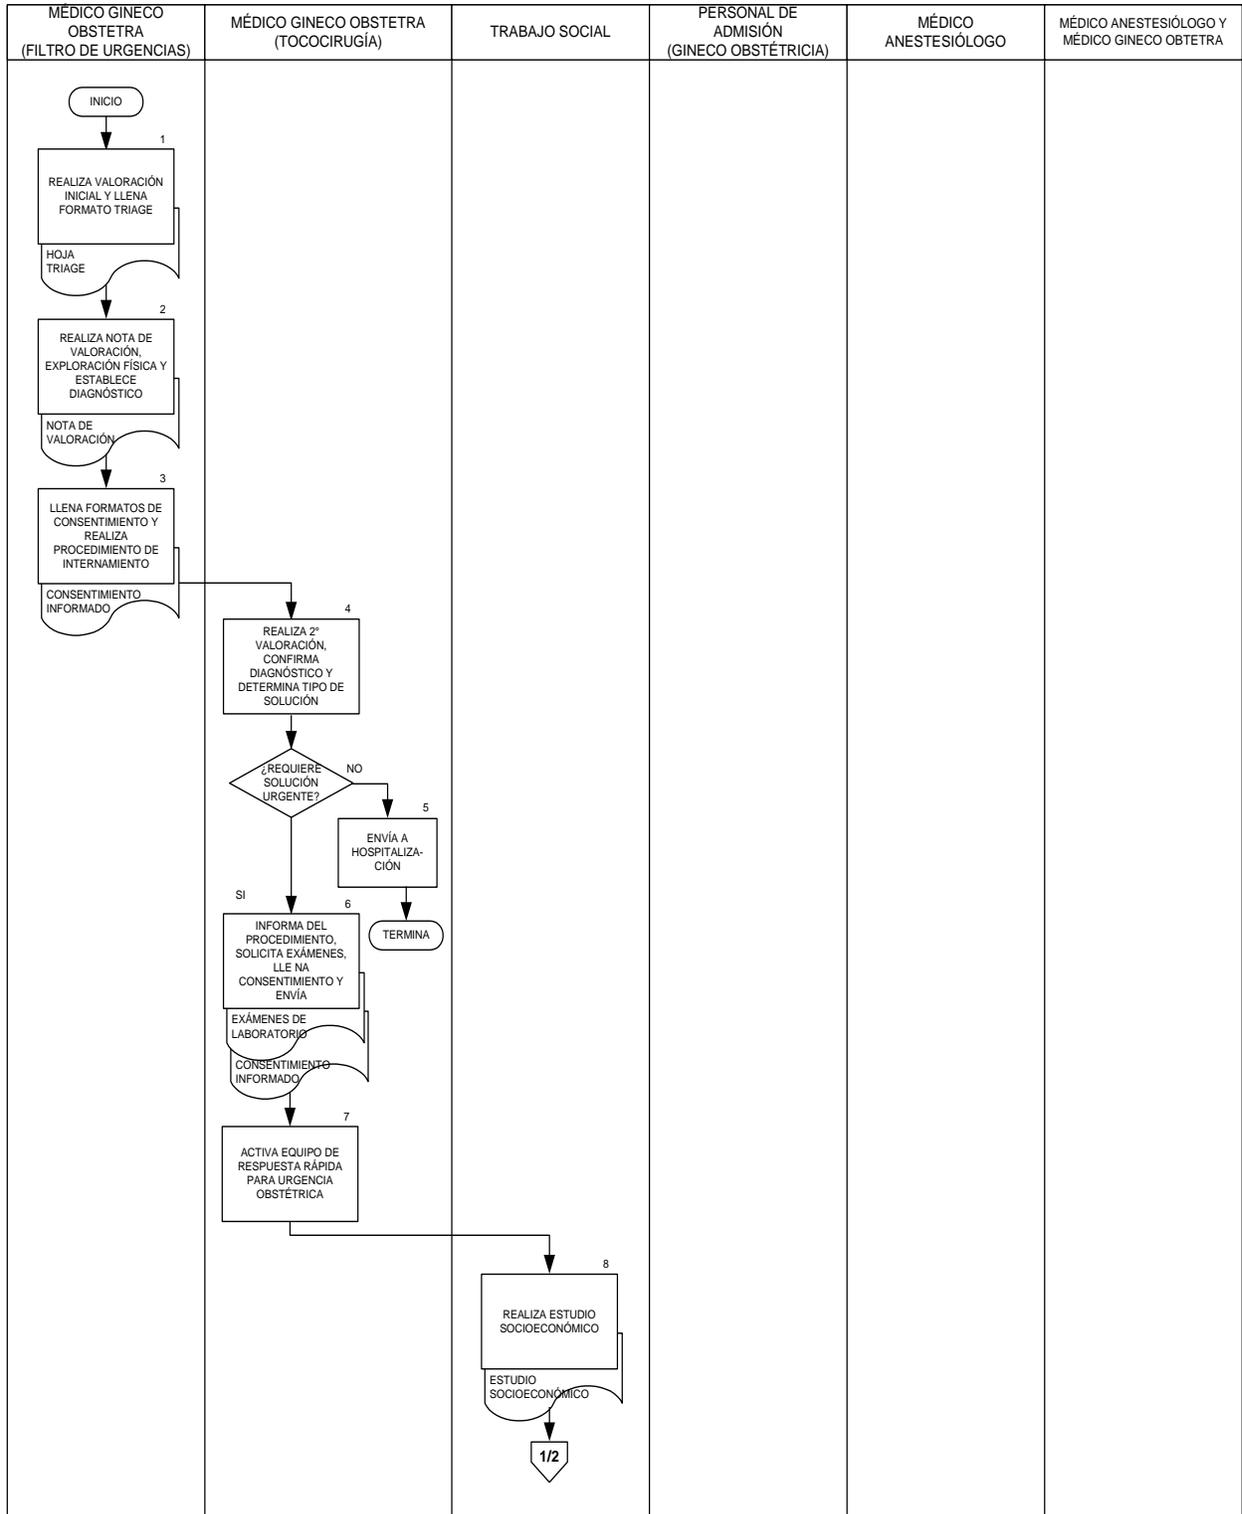 MÉDICO GINECO
OBSTETRA
(FILTRO DE URGENCIAS)
MÉDICO GINECO OBSTETRA
(TOCOCIRUGÍA)
TRABAJO SOCIAL
PERSONAL DE
ADMISIÓN
(GINECO OBSTÉTRICIA)
MÉDICO
ANESTESIÓLOGO
MÉDICO ANESTESIÓLOGO Y
MÉDICO GINECO OBTETRA
INICIO
1
REALIZA VALORACIÓN
INICIAL Y LLENA
FORMATO TRIAGE
HOJA
TRIAGE
2
REALIZA NOTA DE
VALORACIÓN,
EXPLORACIÓN FÍSICA Y
ESTABLECE
DIAGNÓSTICO
NOTA DE
VALORACIÓN
3
LLENA FORMATOS DE
CONSENTIMIENTO Y
REALIZA
PROCEDIMIENTO DE
INTERNAMIENTO
CONSENTIMIENTO
INFORMADO
4
REALIZA 2°
VALORACIÓN,
CONFIRMA
DIAGNÓSTICO Y
DETERMINA TIPO DE
SOLUCIÓN
¿REQUIERE
SOLUCIÓN
URGENTE?
NO
5
ENVÍA A
HOSPITALIZA-
CIÓN
TERMINA
SI
6
INFORMA DEL
PROCEDIMIENTO,
SOLICITA EXÁMENES,
LLE NA
CONSENTIMIENTO Y
ENVÍA
EXÁMENES DE
LABORATORIO
CONSENTIMIENTO
INFORMADO
7
ACTIVA EQUIPO DE
RESPUESTA RÁPIDA
PARA URGENCIA
OBSTÉTRICA
8
REALIZA ESTUDIO
SOCIOECONÓMICO
ESTUDIO
SOCIOECONÓMICO
1/2